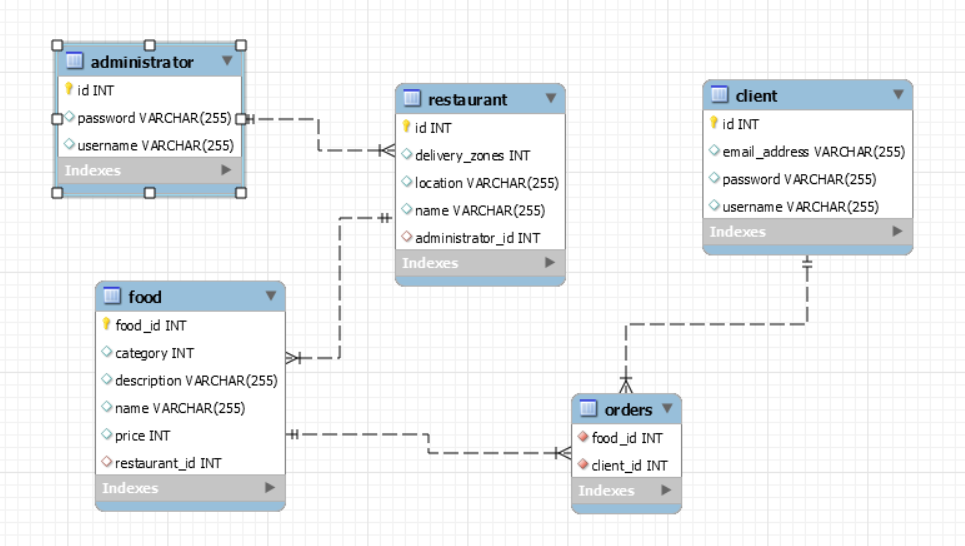 administrator
id INT
password VARCHAR(255)
username VARCHAR(255)
Indexes
restaurant
id INT
delivery_zones INT
location VARCHAR(255)
name VARCHAR(255)
administrator_id INT
Indexes
client
id INT
email_address VARCHAR(255)
password VARCHAR(255)
username VARCHAR(255)
Indexes
food
food_id INT
category INT
description VARCHAR(255)
name VARCHAR(255)
price INT
restaurant_id INT
Indexes
orders
food_id INT
client_id INT
Indexes